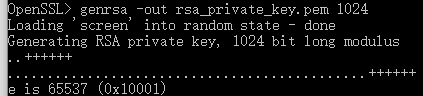 OpenSSL> genrsa -out rsa_private_key.pem 1024
Loading 'screen' into random state - done
Generating RSA private key, 1024 bit long modulus
..++++++
.............................................++++++
e is 65537 (0x10001)